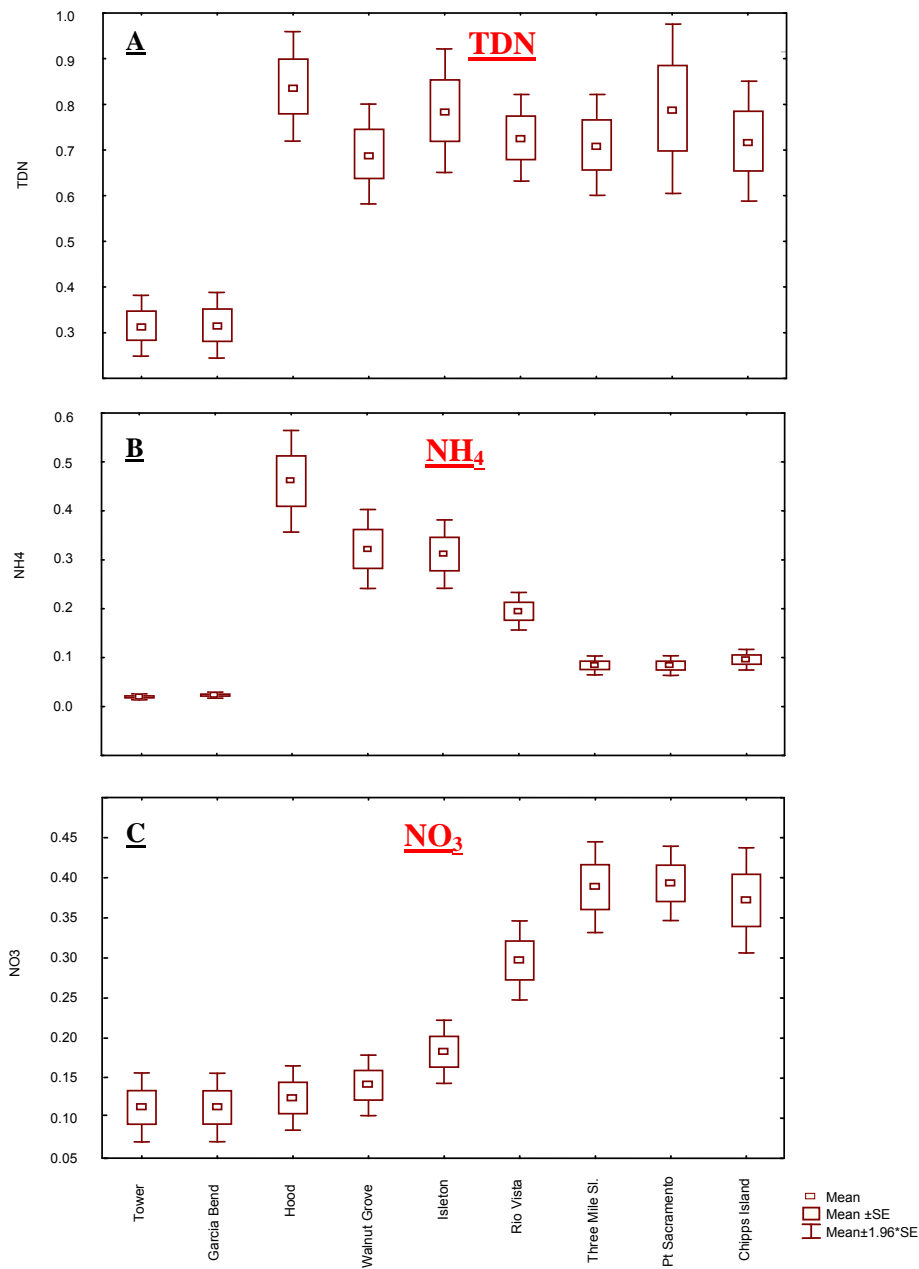 A
TDN
TDN
1.0
0.9
0.8
0.7
0.6
0.5
0.4
0.3
B
NH4
NH4
0.6
0.5
0.4
0.3
0.2
0.1
0.0
C
NO3
NO3
0.45
0.40
0.35
0.30
0.25
0.20
0.15
0.10
0.05
Tower
Garcia Bend
Hood
Walnut Grove
Isleton
Rio Vista
Three Mile Sl.
Pt Sacramento
Chipps Island
Mean
Mean ±SE
Mean±1.96*SE